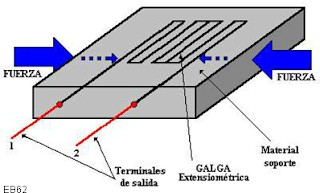 FUERZA
FUERZA
1
2
Terminales
de salida
GALGA
Extensiométrica
Material
soporte
EB62